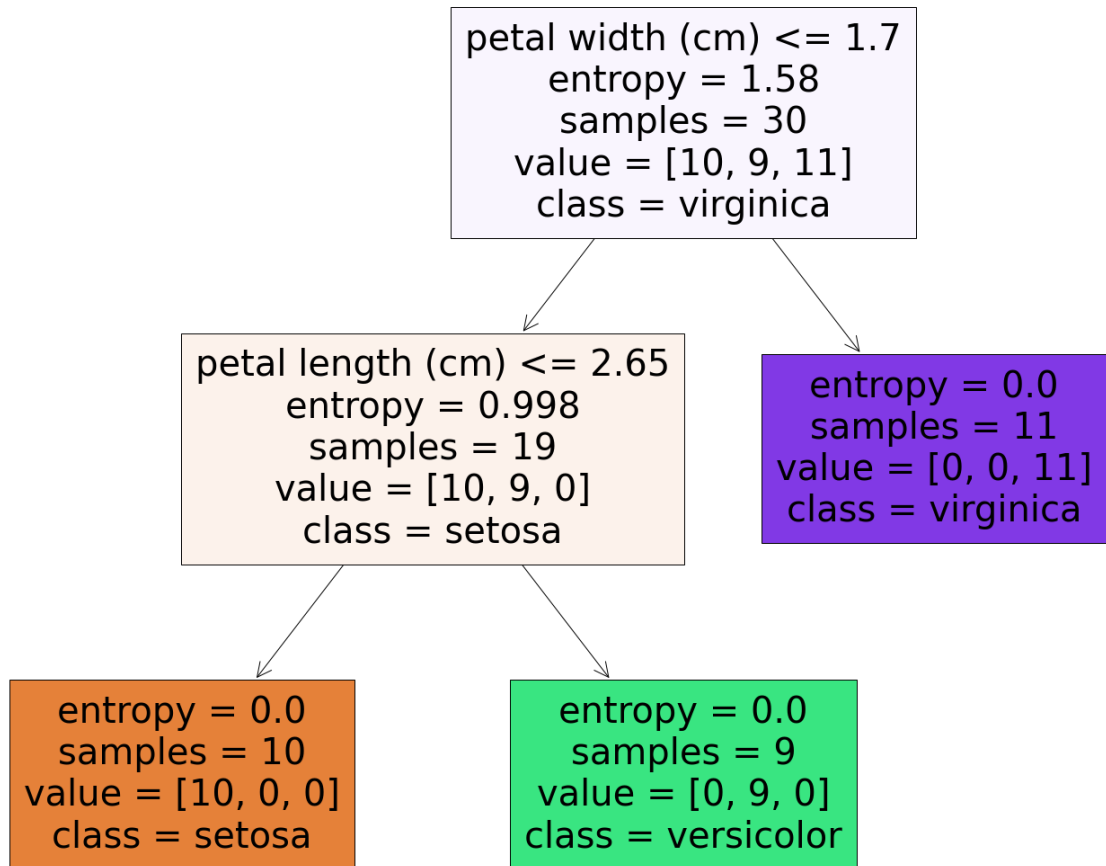 petal width (cm) <= 1.7
entropy = 1.58
samples = 30
value = [10, 9, 11]
class = virginica
petal length (cm) <= 2.65
entropy = 0.998
samples = 19
value = [10, 9, 0]
class = setosa
entropy = 0.0
samples = 11
value = [0, 0, 11]
class = virginica
entropy = 0.0
samples = 10
value = [10, 0, 0]
class = setosa
entropy = 0.0
samples = 9
value = [0, 9, 0]
class = versicolor